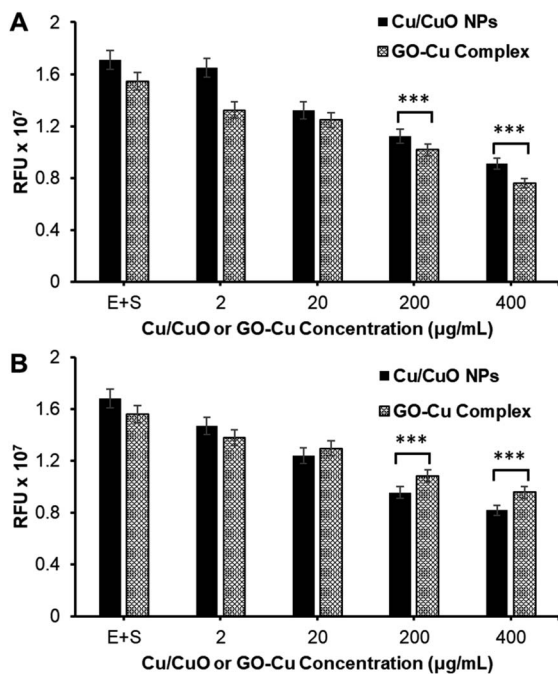 A
2
Cu/CuO NPs
GO-Cu Complex
1.6
***
***
1.2
RFU x 10⁷
0.8
0.4
0
E+S 2 20 200 400
Cu/CuO or GO-Cu Concentration (µg/mL)
B
2
Cu/CuO NPs
GO-Cu Complex
1.6
***
***
1.2
RFU x 10⁷
0.8
0.4
0
E+S 2 20 200 400
Cu/CuO or GO-Cu Concentration (µg/mL)